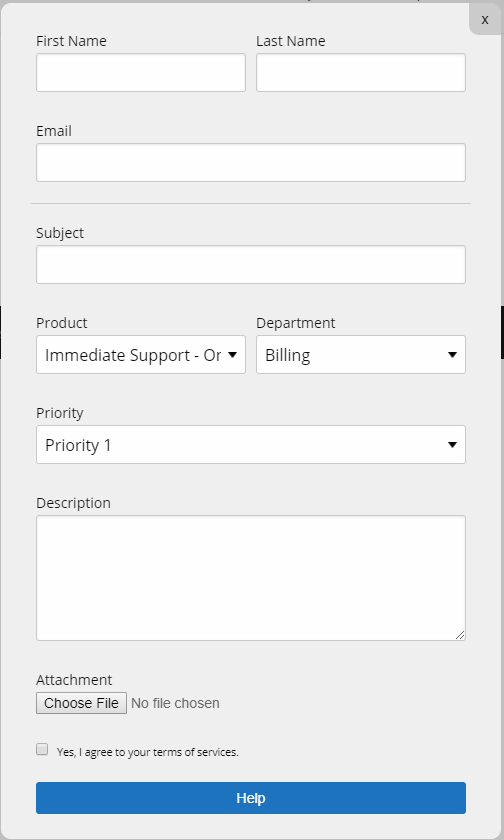 x
First Name Last Name
Email
Subject
Product Department
Immediate Support - Or Billing
Priority
Priority 1
Description
Attachment
Choose File No file chosen
Yes, I agree to your terms of services.
Help